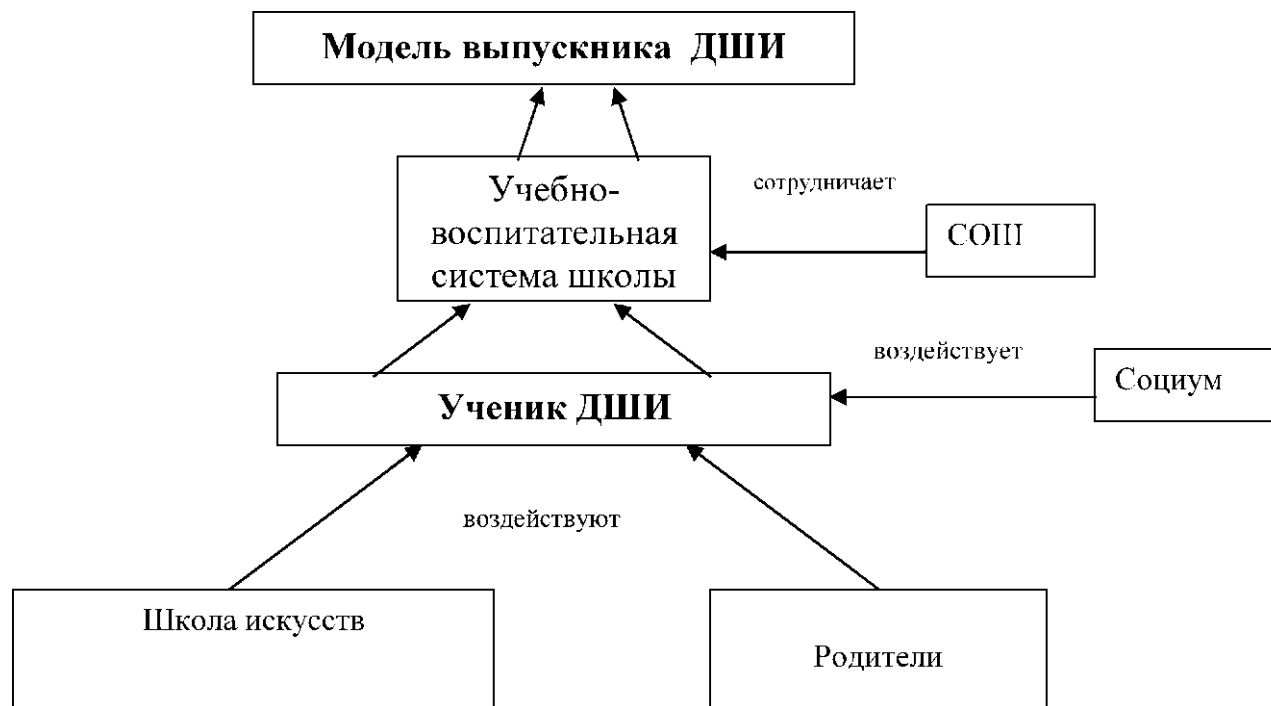 Модель выпускника ДШИ
Учебно-
воспитательная
система школы
сотрудничает
СОШ
воздействует
Социум
Ученик ДШИ
воздействуют
Школа искусств
Родители